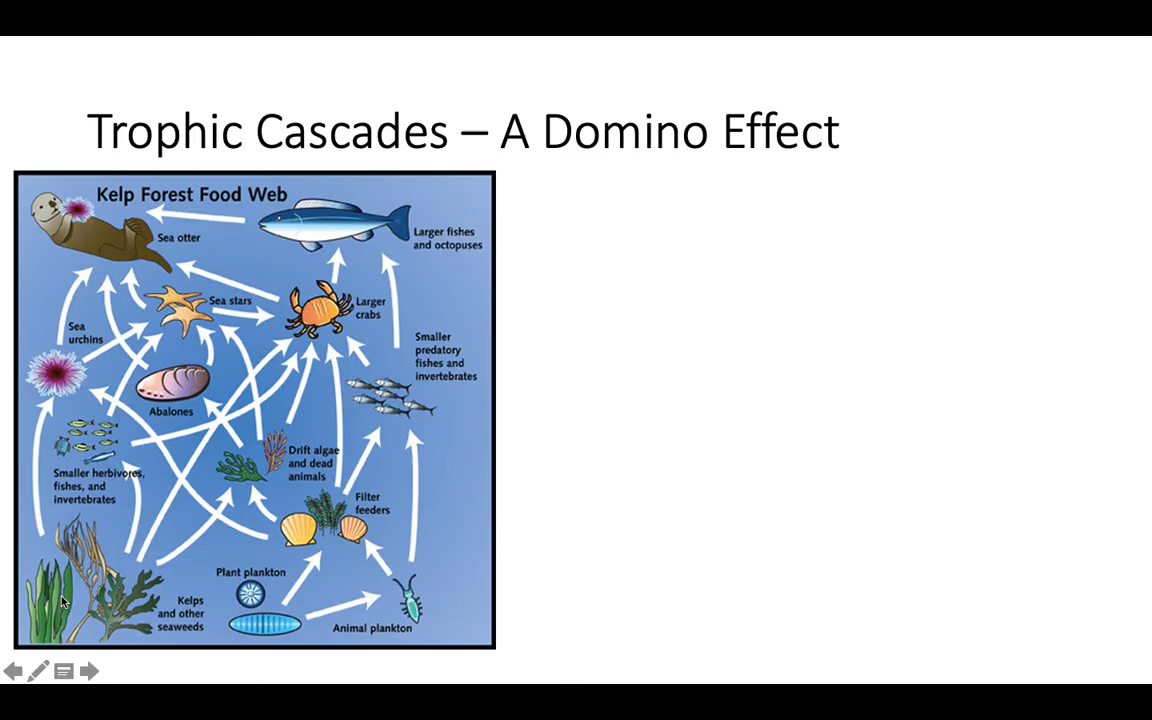 Trophic Cascades – A Domino Effect
Kelp Forest Food Web
Sea otter
Larger fishes
and octopuses
Sea stars
Larger
crabs
Sea
urchins
Smaller
predatory
fishes and
invertebrates
Abalones
Drift algae
and dead
animals
Smaller herbivores,
fishes, and
invertebrates
Filter
feeders
Plant plankton
Kelps
and other
seaweeds
Animal plankton